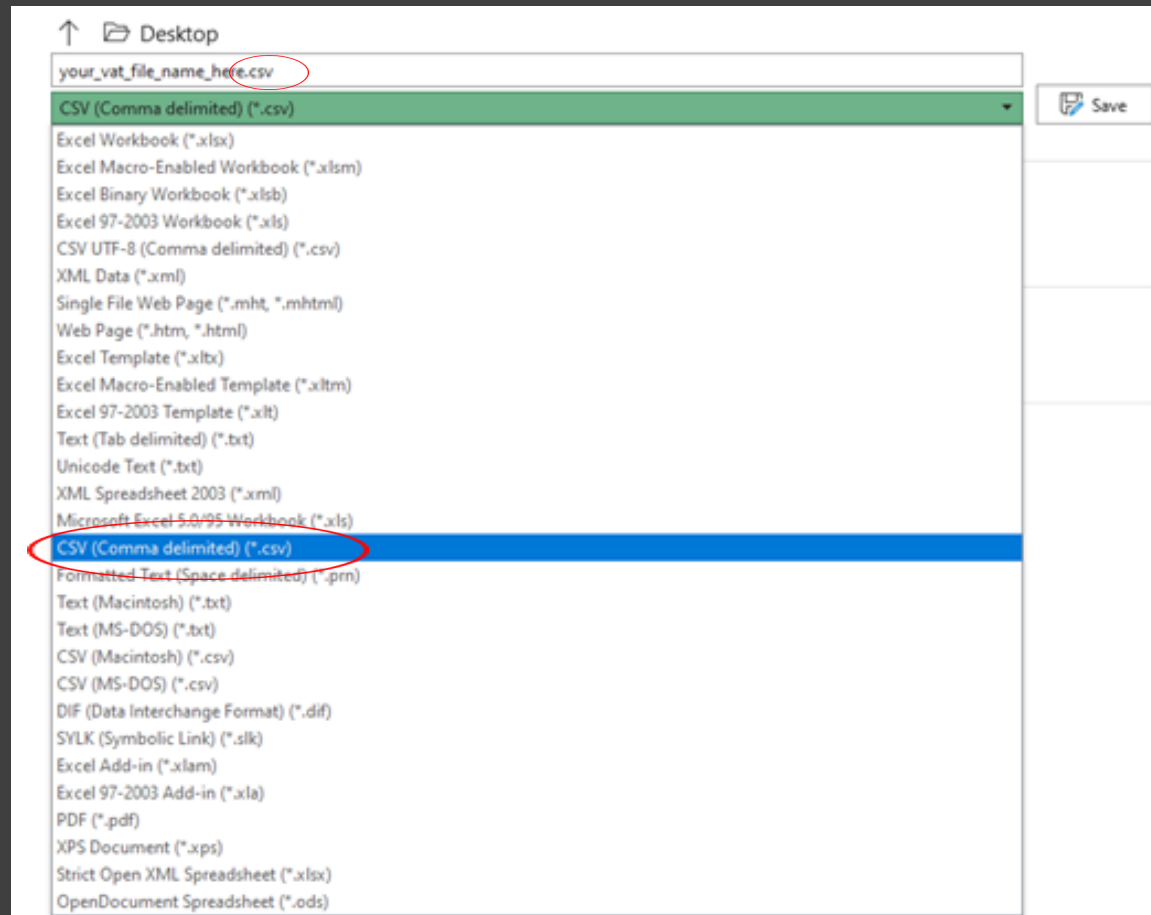 Desktop
your_vat_file_name_here.csv
CSV (Comma delimited) (*.csv)
Save
Excel Workbook (*.xlsx)
Excel Macro-Enabled Workbook (*.xlsm)
Excel Binary Workbook (*.xlsb)
Excel 97-2003 Workbook (*.xls)
CSV UTF-8 (Comma delimited) (*.csv)
XML Data (*.xml)
Single File Web Page (*.mht, *.mhtml)
Web Page (*.htm, *.html)
Excel Template (*.xltx)
Excel Macro-Enabled Template (*.xltm)
Excel 97-2003 Template (*.xlt)
Text (Tab delimited) (*.txt)
Unicode Text (*.txt)
XML Spreadsheet 2003 (*.xml)
Microsoft Excel 5.0/95 Workbook (*.xls)
CSV (Comma delimited) (*.csv)
Formatted Text (Space delimited) (*.prn)
Text (Macintosh) (*.txt)
Text (MS-DOS) (*.txt)
CSV (Macintosh) (*.csv)
CSV (MS-DOS) (*.csv)
DIF (Data Interchange Format) (*.dif)
SYLK (Symbolic Link) (*.slk)
Excel Add-in (*.xlam)
Excel 97-2003 Add-in (*.xla)
PDF (*.pdf)
XPS Document (*.xps)
Strict Open XML Spreadsheet (*.xlsx)
OpenDocument Spreadsheet (*.ods)